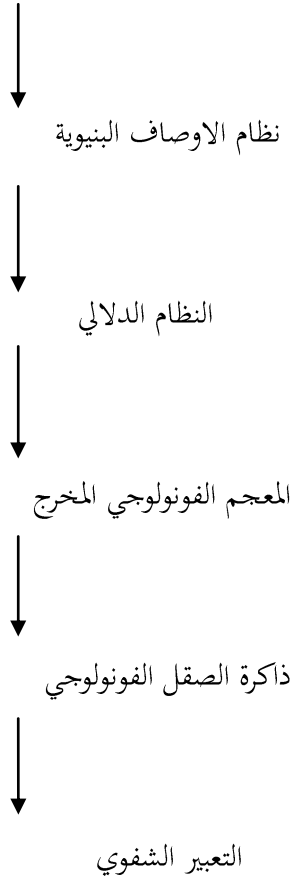 نظام الاوصاف البنيوية
النظام الدلالي
المعجم الفونولوجي المخرج
ذاكرة الصقل الفونولوجي
التعبير الشفوي